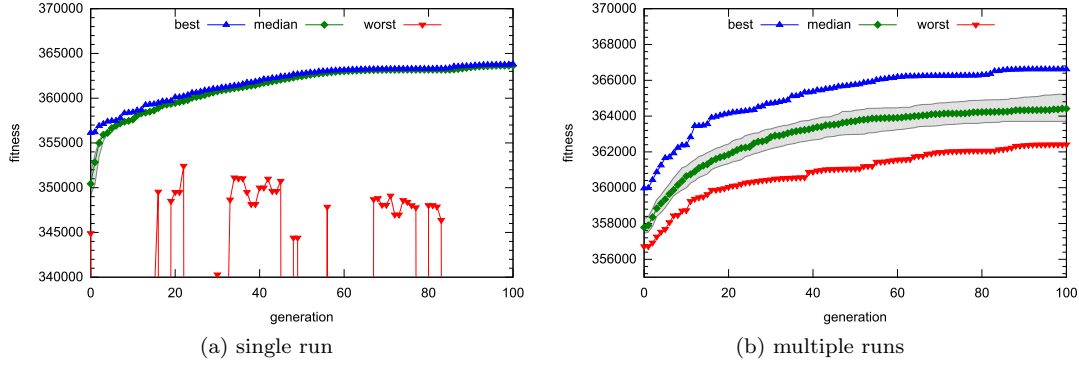 370000
365000
360000
355000
350000
345000
340000
fitness
best median worst
0 20 40 60 80 100
generation
(a) single run
370000
368000
366000
364000
362000
360000
358000
356000
fitness
best median worst
0 20 40 60 80 100
generation
(b) multiple runs